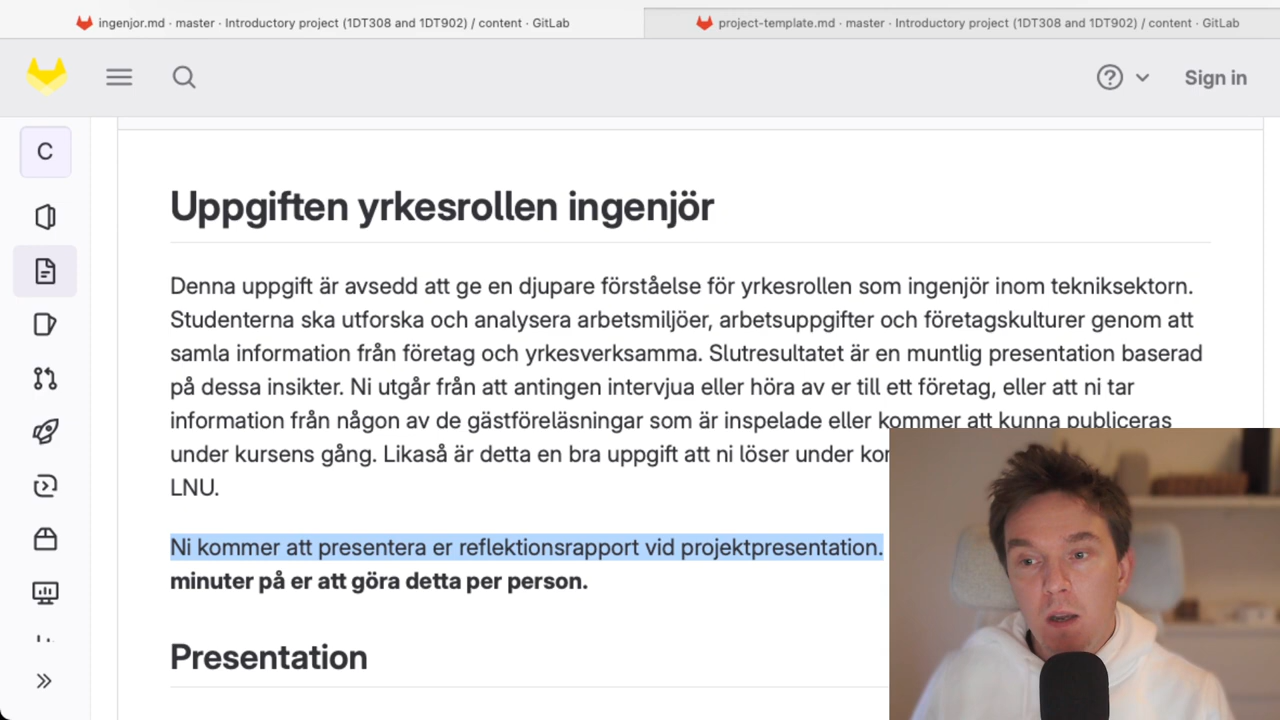 ingenjor.md · master · Introductory project (1DT308 and 1DT902) / content · GitLab
project-template.md · master · Introductory project (1DT308 and 1DT902) / content · GitLab
Sign in
C
Uppgiften yrkesrollen ingenjör
Denna uppgift är avsedd att ge en djupare förståelse för yrkesrollen som ingenjör inom tekniksektorn.
Studenterna ska utforska och analysera arbetsmiljöer, arbetsuppgifter och företagskulturer genom att
samla information från företag och yrkesverksamma. Slutresultatet är en muntlig presentation baserad
på dessa insikter. Ni utgår från att antingen intervjua eller höra av er till ett företag, eller att ni tar
information från någon av de gästföreläsningar som är inspelade eller kommer att kunna publiceras
under kursens gång. Likaså är detta en bra uppgift att ni löser under
LNU.
Ni kommer att presentera er reflektionsrapport vid projektpresentation.
minuter på er att göra detta per person.
Presentation